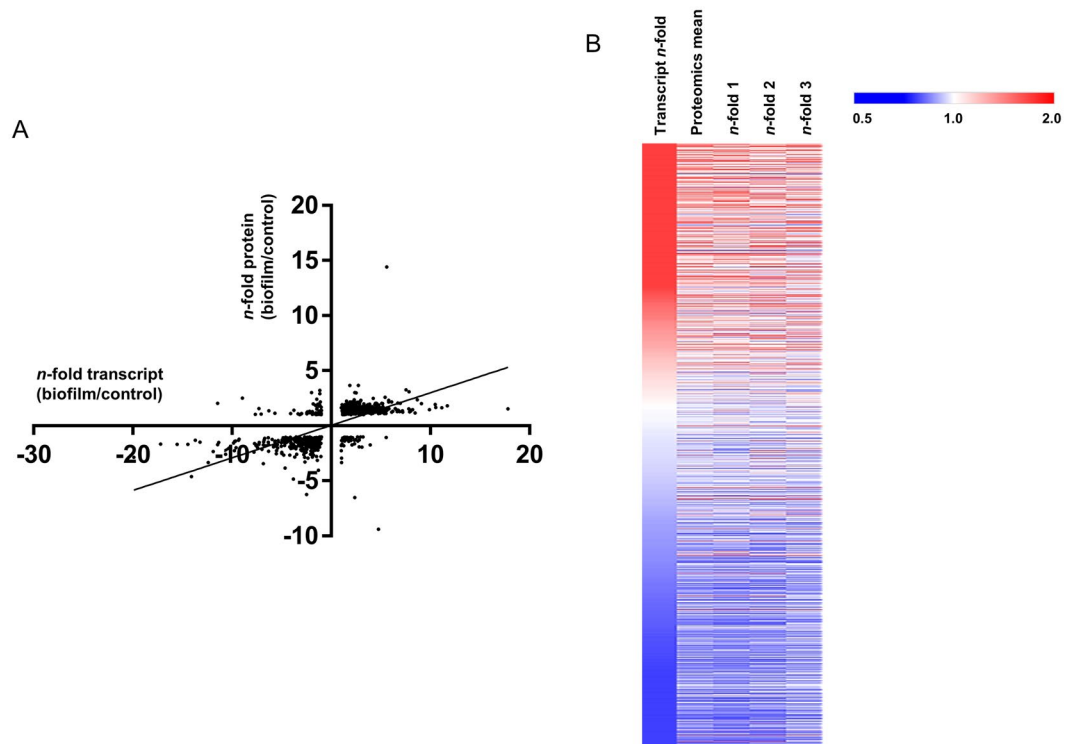 A
n-fold protein
(biofilm/control)
n-fold transcript
(biofilm/control)
20
15
10
5
-5
-10
-30
-20
-10
10
20
B
Transcript n-fold
Proteomics mean
n-fold 1
n-fold 2
n-fold 3
0.5
1.0
2.0